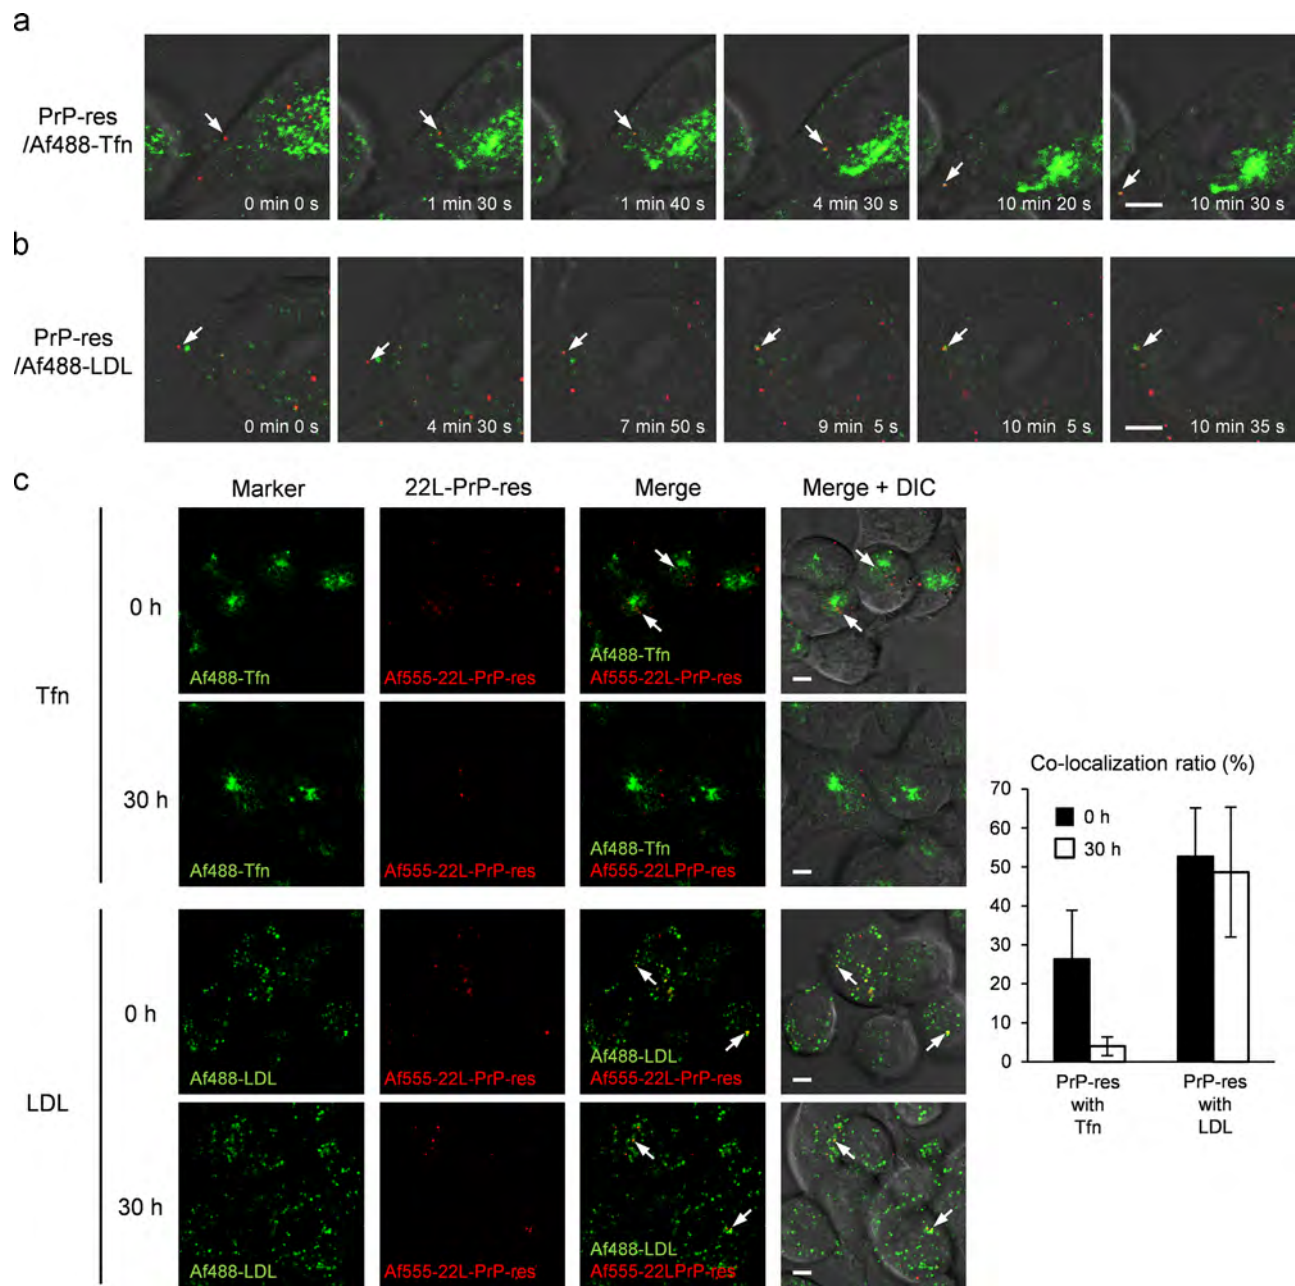 a
PrP-res
/Af488-Tfn
0 min 0 s
1 min 30 s
1 min 40 s
4 min 30 s
10 min 20 s
10 min 30 s
b
PrP-res
/Af488-LDL
0 min 0 s
4 min 30 s
7 min 50 s
9 min 5 s
10 min 5 s
10 min 35 s
c
Marker
22L-PrP-res
Merge
Merge + DIC
Tfn
0 h
Af488-Tfn
Af555-22L-PrP-res
Af488-Tfn
Af555-22L-PrP-res
30 h
Af488-Tfn
Af555-22L-PrP-res
Af488-Tfn
Af555-22LPrP-res
LDL
0 h
Af488-LDL
Af555-22L-PrP-res
Af488-LDL
Af555-22L-PrP-res
30 h
Af488-LDL
Af555-22L-PrP-res
Af488-LDL
Af555-22LPrP-res
Co-localization ratio (%)
70
60
50
40
30
20
10
0
0 h
30 h
PrP-res
with
Tfn
PrP-res
with
LDL